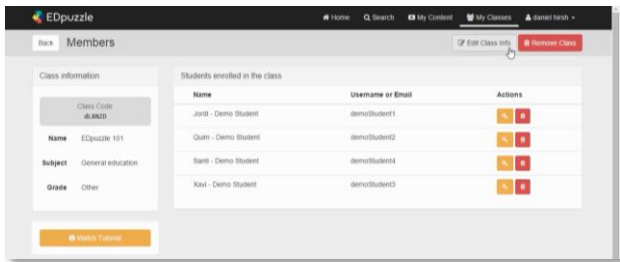 EDpuzzle
Home Search My Content My Classes daniel hirsh
Back Members Edit Class Info Remove Class
Class information
Students enrolled in the class
Class Code
Name Username or Email Actions
Jordi - Demo Student demoStudent1
Name EDpuzzle 101
Quim - Demo Student demoStudent2
Subject General education
Santi - Demo Student demoStudent4
Grade Other
Xavi - Demo Student demoStudent3
Watch Tutorial